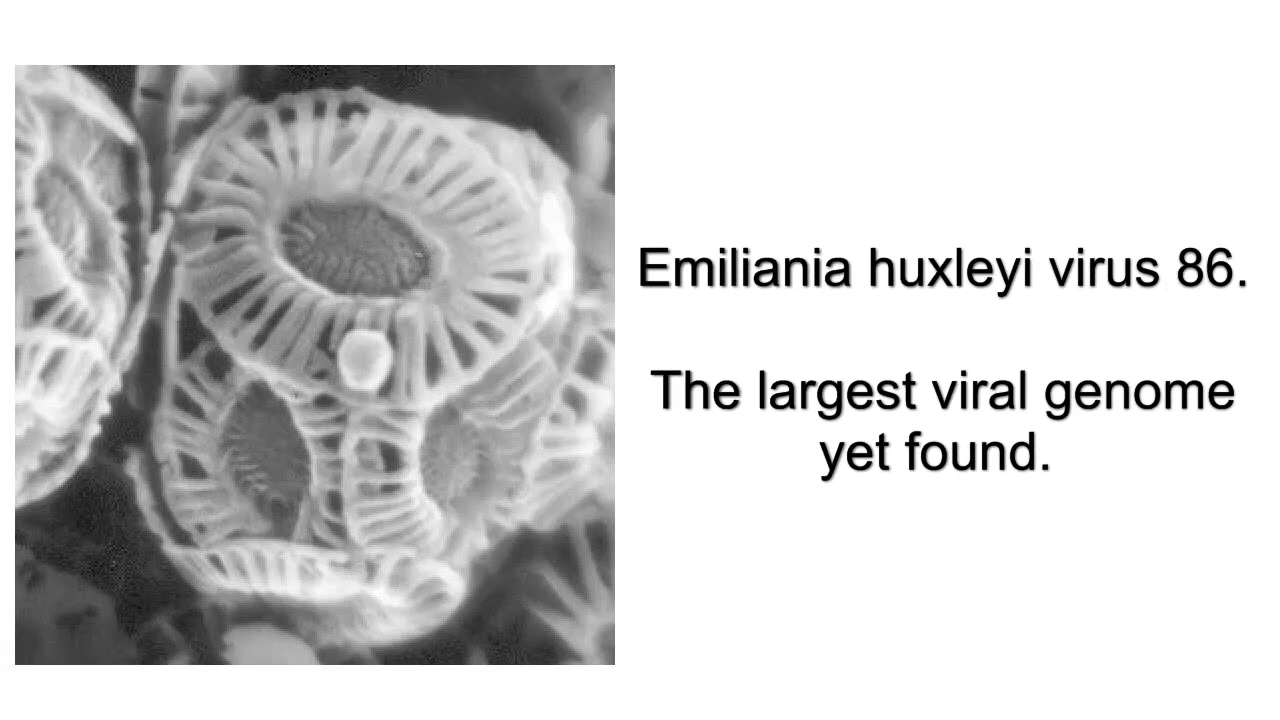 Emiliania huxleyi virus 86.
The largest viral genome
yet found.